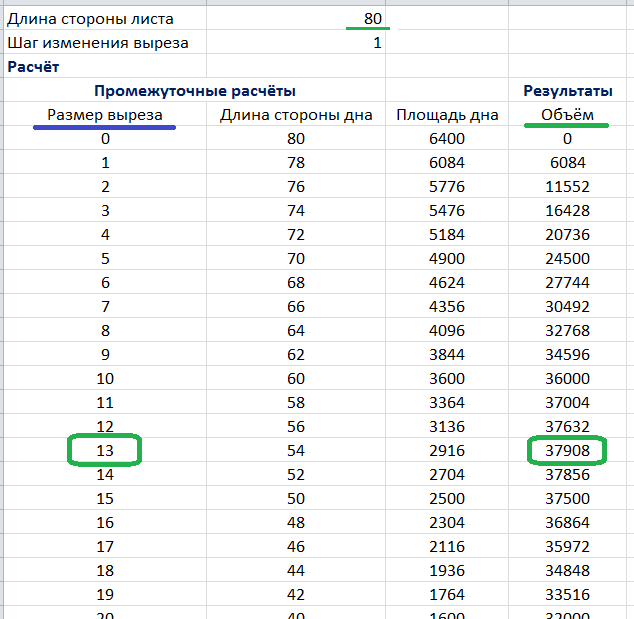 Длина стороны листа 80
Шаг изменения выреза 1
Расчёт
Промежуточные расчёты Результаты
Размер выреза Длина стороны дна Площадь дна Объём
0 80 6400 0
1 78 6084 6084
2 76 5776 11552
3 74 5476 16428
4 72 5184 20736
5 70 4900 24500
6 68 4624 27744
7 66 4356 30492
8 64 4096 32768
9 62 3844 34596
10 60 3600 36000
11 58 3364 37004
12 56 3136 37632
13 54 2916 37908
14 52 2704 37856
15 50 2500 37500
16 48 2304 36864
17 46 2116 35972
18 44 1936 34848
19 42 1764 33516
20 40 1600 32000